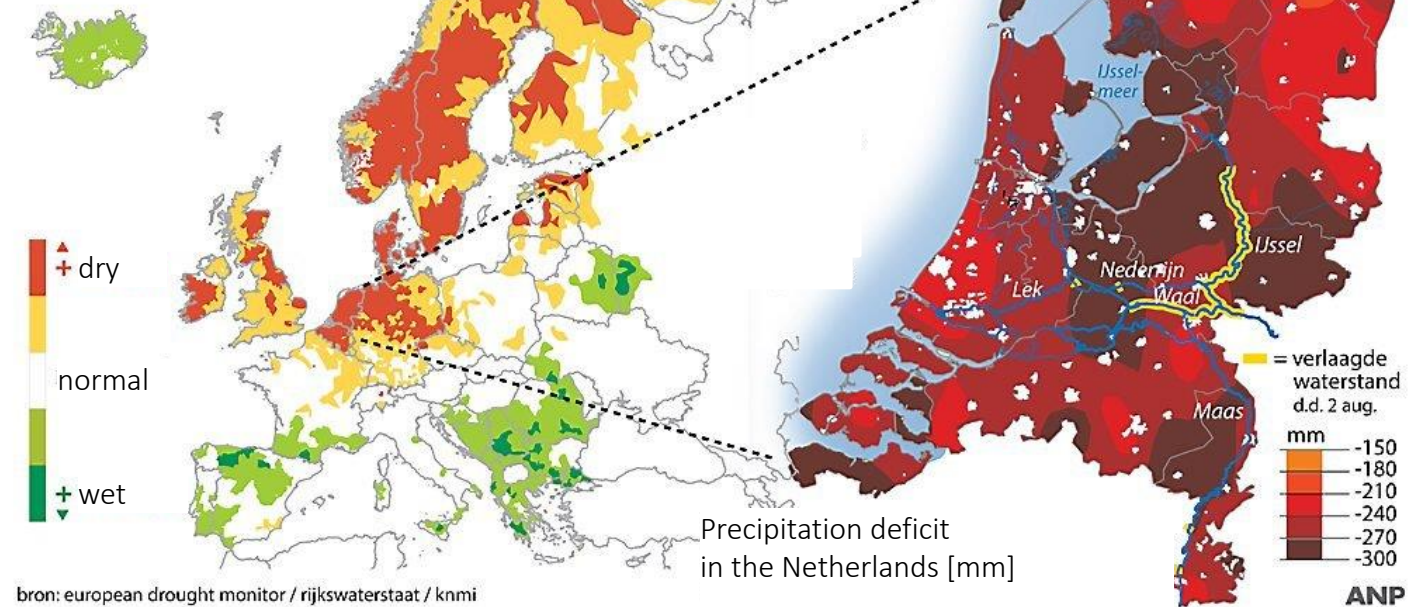 + dry
normal
+ wet
bron: european drought monitor / rijkswaterstaat / knmi
IJssel-
meer
IJssel
Nederrijn
Lek
Waal
Maas
= verlaagde
waterstand
d.d. 2 aug.
mm
-150
-180
-210
-240
-270
-300
Precipitation deficit
in the Netherlands [mm]
ANP